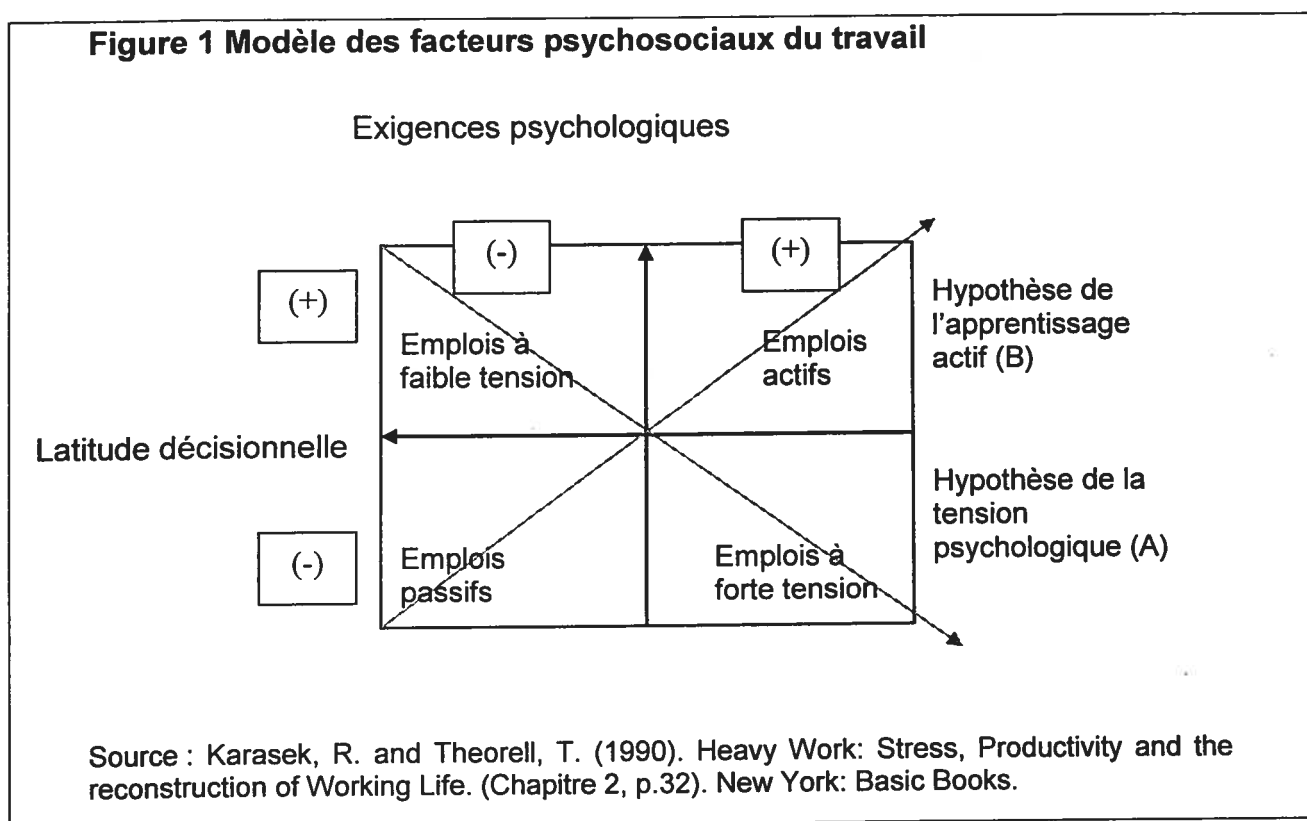 Figure 1 Modèle des facteurs psychosociaux du travail
Exigences psychologiques
(-)
(+)
(+)
Hypothèse de
l'apprentissage
actif (B)
Emplois à
faible tension
Emplois
actifs
Latitude décisionnelle
Hypothèse de la
tension
psychologique (A)
(-)
Emplois
passifs
Emplois à
forte tension
Source : Karasek, R. and Theorell, T. (1990). Heavy Work: Stress, Productivity and the
reconstruction of Working Life. (Chapitre 2, p.32). New York: Basic Books.